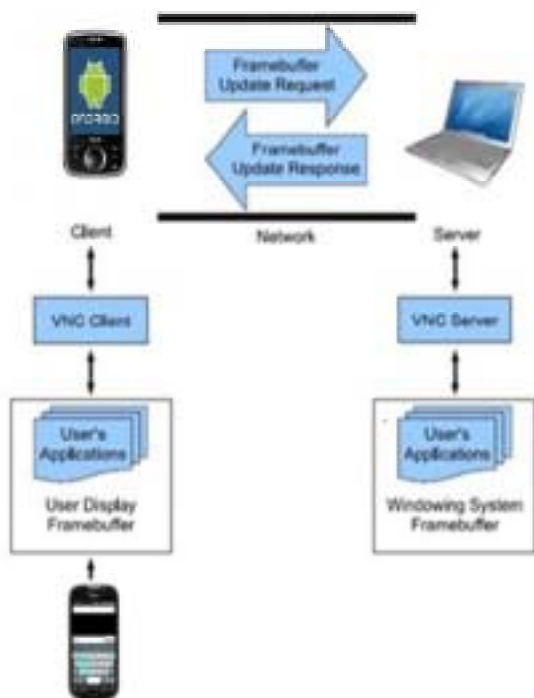 Framebuffer
Update Request
ANDROID
Framebuffer
Update Response
Client
Network
Server
VNC Client
VNC Server
User's
Applications
User's
Applications
User Display
Framebuffer
Windowing System
Framebuffer